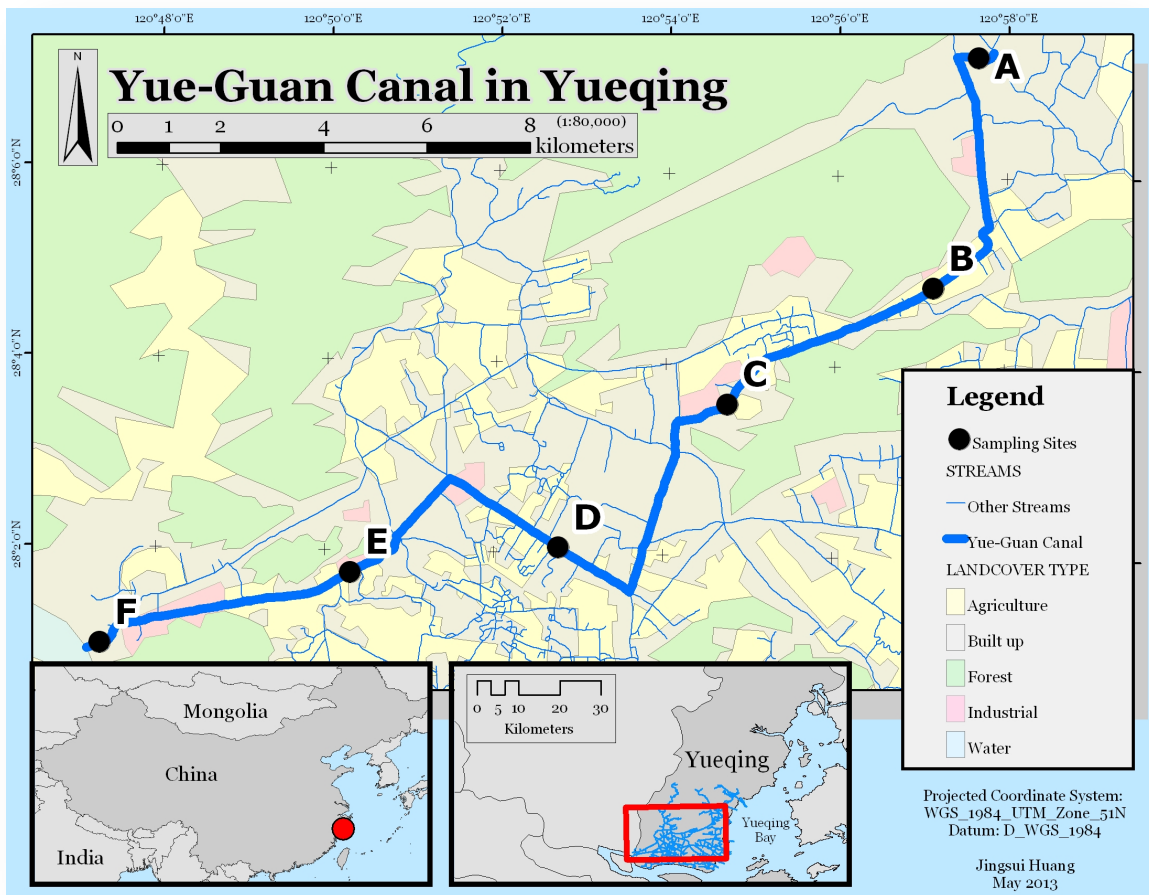 120°48'0"E 120°50'0"E 120°52'0"E 120°54'0"E 120°56'0"E 120°58'0"E
N
Yue-Guan Canal in Yueqing
0 1 2 4 6 8 (1:80,000)
kilometers
28°6'0"N
28°4'0"N
28°2'0"N
A
B
C
D
E
F
Legend
Sampling Sites
STREAMS
Other Streams
Yue-Guan Canal
LANDCOVER TYPE
Agriculture
Built up
Forest
Industrial
Water
Mongolia
China
India
0 5 10 20 30
Kilometers
Yueqing
Yueqing
Bay
Projected Coordinate System:
WGS_1984_UTM_Zone_51N
Datum: D_WGS_1984
Jingsui Huang
May 2013